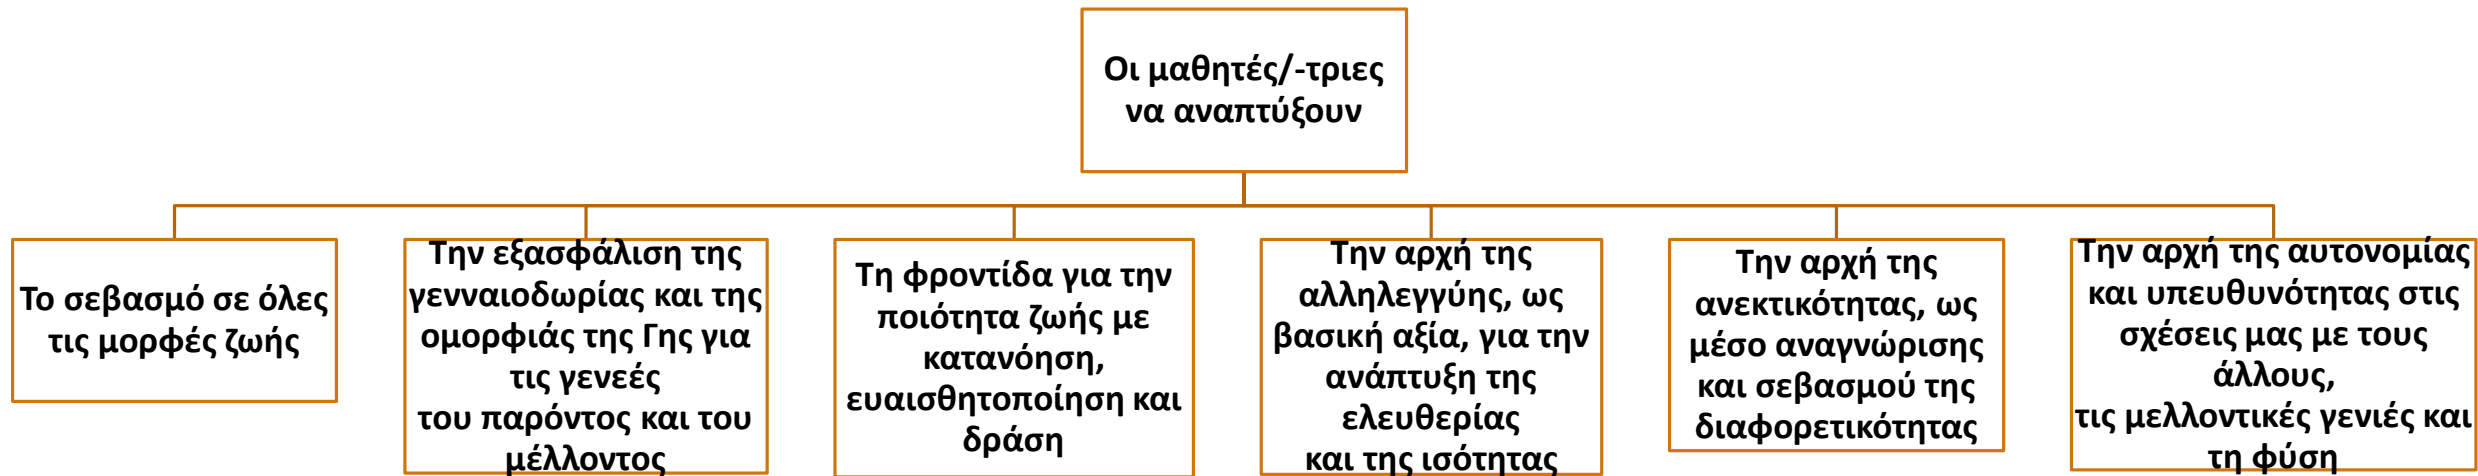 Οι μαθητές/-τριες
να αναπτύξουν
Το σεβασμό σε όλες
τις μορφές ζωής
Την εξασφάλιση της
γενναιοδωρίας και της
ομορφιάς της Γης για
τις γενεές
του παρόντος και του
μέλλοντος
Τη φροντίδα για την
ποιότητα ζωής με
κατανόηση,
ευαισθητοποίηση και
δράση
Την αρχή της
αλληλεγγύης, ως
βασική αξία, για την
ανάπτυξη της
ελευθερίας
και της ισότητας
Την αρχή της
ανεκτικότητας, ως
μέσο αναγνώρισης
και σεβασμού της
διαφορετικότητας
Την αρχή της αυτονομίας
και υπευθυνότητας στις
σχέσεις μας με τους
άλλους,
τις μελλοντικές γενιές και
τη φύση